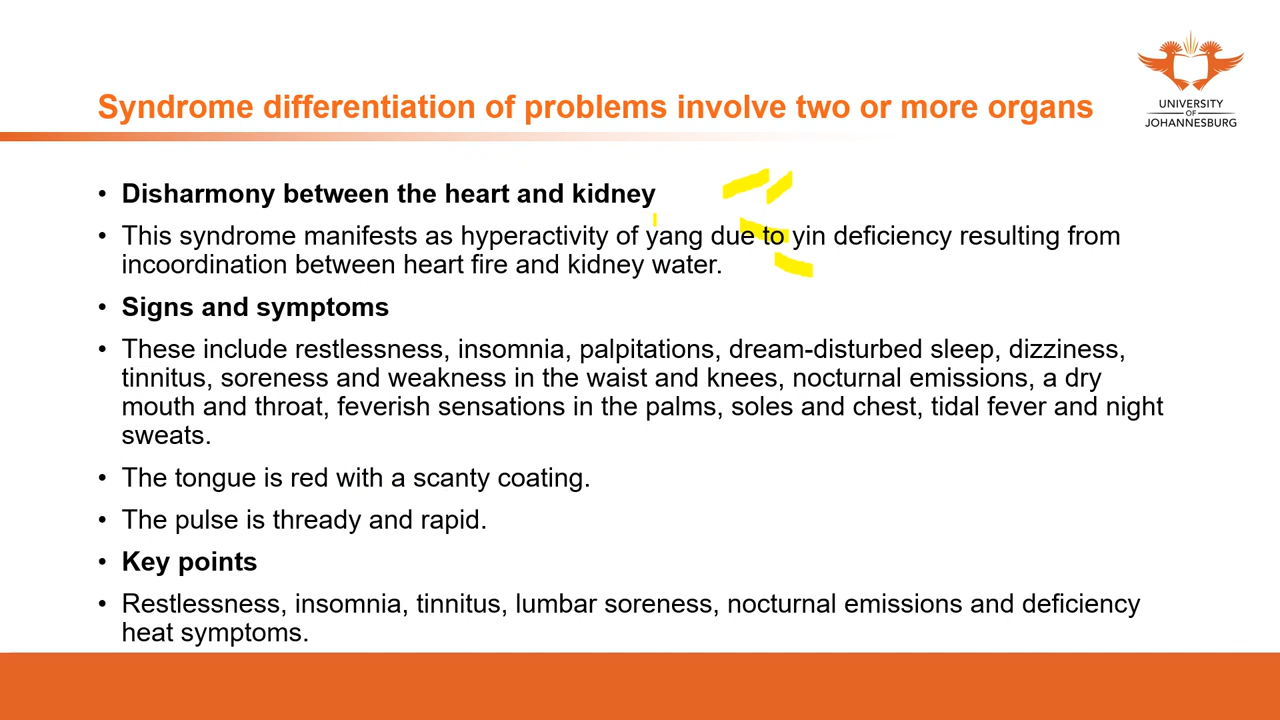 UNIVERSITY
OF
JOHANNESBURG
Syndrome differentiation of problems involve two or more organs
• Disharmony between the heart and kidney
• This syndrome manifests as hyperactivity of yang due to yin deficiency resulting from
incoordination between heart fire and kidney water.
• Signs and symptoms
• These include restlessness, insomnia, palpitations, dream-disturbed sleep, dizziness,
tinnitus, soreness and weakness in the waist and knees, nocturnal emissions, a dry
mouth and throat, feverish sensations in the palms, soles and chest, tidal fever and night
sweats.
• The tongue is red with a scanty coating.
• The pulse is thready and rapid.
• Key points
• Restlessness, insomnia, tinnitus, lumbar soreness, nocturnal emissions and deficiency
heat symptoms.